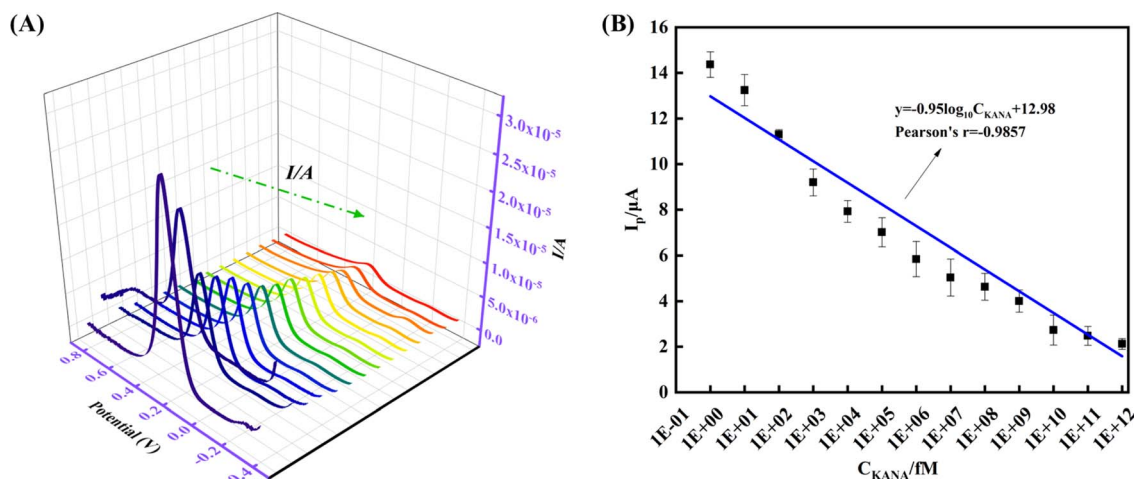 (A)
3.0x10-5
2.5x10-5
2.0x10-5
1.5x10-5
1.0x10-5
5.0x10-6
0.0
I/A
I/A
0.8
0.6
0.4
0.2
0.0
-0.2
0.4
Potential (V)
(B)
16
14
12
10
8
6
4
2
0
Ip/μA
y=-0.95log10CKANA+12.98
Pearson's r=-0.9857
1E-01
1E+00
1E+01
1E+02
1E+03
1E+04
1E+05
1E+06
1E+07
1E+08
1E+09
1E+10
1E+11
1E+12
CKANA/fM